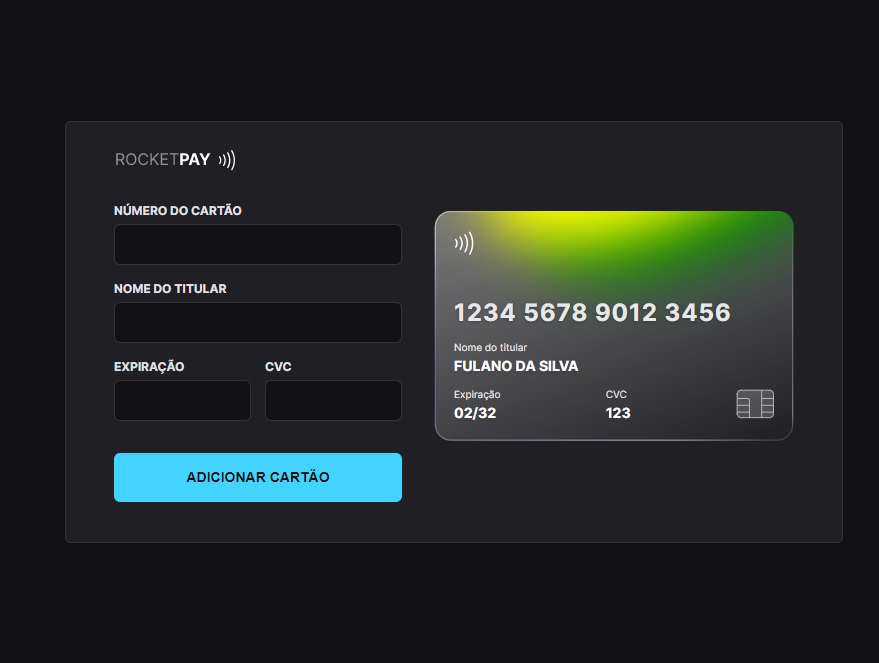 ROCKETPAY
NÚMERO DO CARTÃO
NOME DO TITULAR
EXPIRAÇÃO CVC
ADICIONAR CARTÃO
1234 5678 9012 3456
Nome do titular
FULANO DA SILVA
Expiração CVC
02/32 123